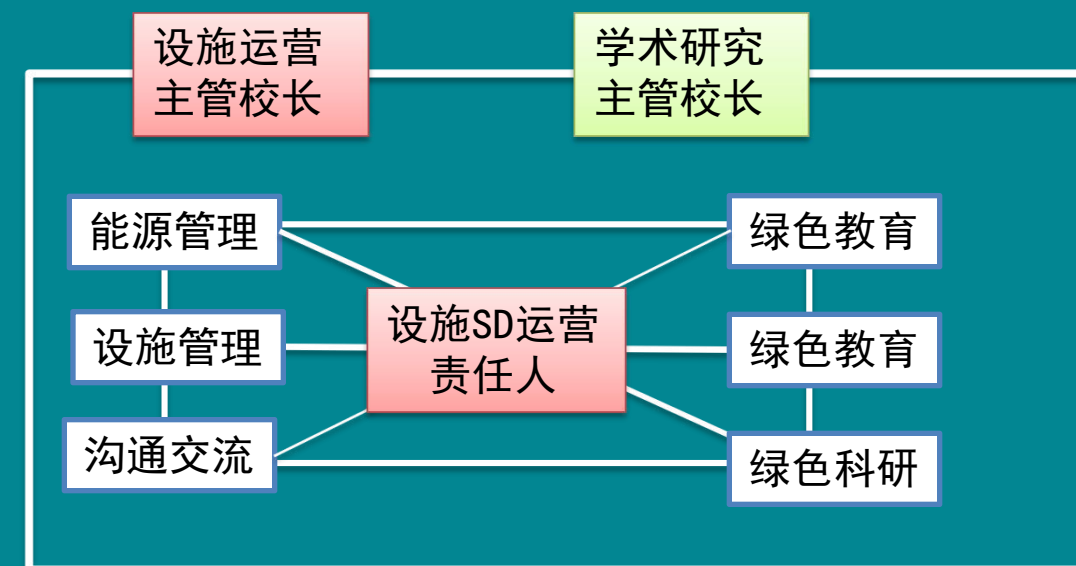 设施运营
主管校长
学术研究
主管校长
能源管理
绿色教育
设施SD运营
责任人
设施管理
绿色教育
沟通交流
绿色科研